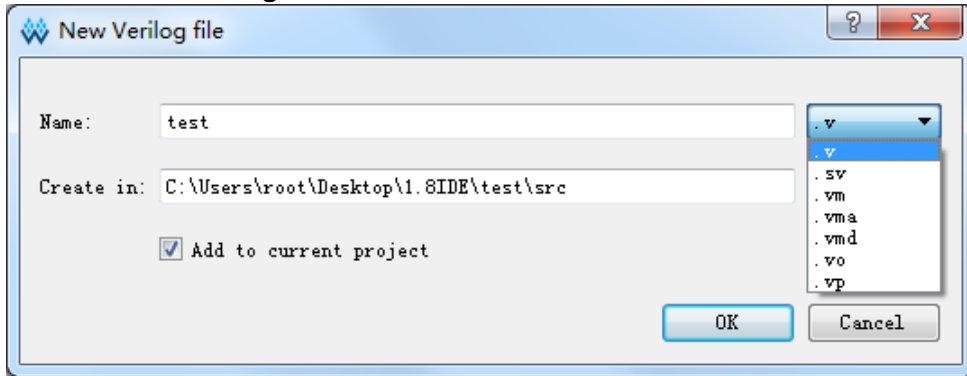 New Verilog file
Name: test .v
.v
.sv
Create in: C:\Users\root\Desktop\1.8IDE\test\src
.vm
.vma
Add to current project
.vmd
.vo
.vp
OK Cancel